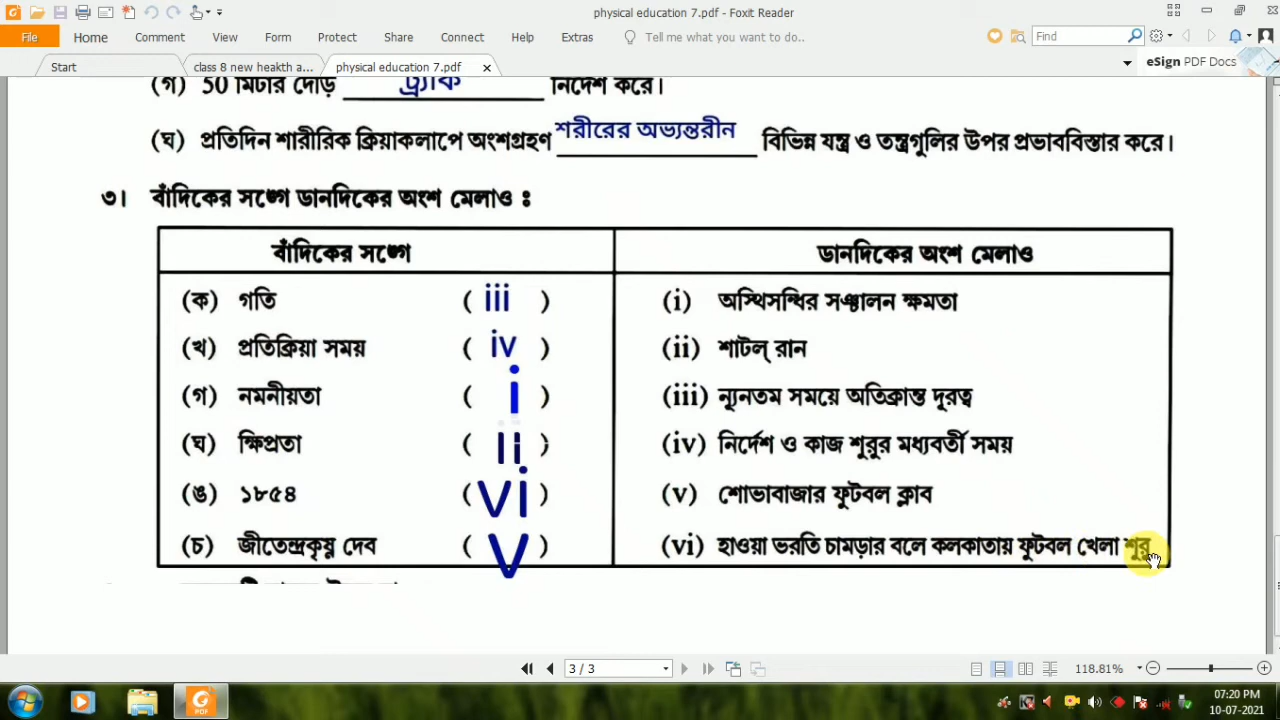 physical education 7.pdf - Foxit Reader
File Home Comment View Form Protect Share Connect Help Extras Tell me what you want to do.. Find
Start class 8 new heakth a... physical education 7.pdf eSign PDF Docs
(গ) 50 মিটার দৌড় ট্র্যাক নির্দেশ করে।
(ঘ) প্রতিদিন শারীরিক ক্রিয়াকলাপে অংশগ্রহণ শরীরের অভ্যন্তরীন বিভিন্ন যন্ত্র ও তন্ত্রগুলির উপর প্রভাববিস্তার করে।
৩। বাঁদিকের সঙ্গে ডানদিকের অংশ মেলাও :
বাঁদিকের সঙ্গে ডানদিকের অংশ মেলাও
(ক) গতি ( iii ) (i) অস্থিসন্ধির সঞ্চালন ক্ষমতা
(খ) প্রতিক্রিয়া সময় ( iv ) (ii) শাটল্ রান
(গ) নমনীয়তা ( i ) (iii) ন্যূনতম সময়ে অতিক্রান্ত দূরত্ব
(ঘ) ক্ষিপ্রতা ( ii ) (iv) নির্দেশ ও কাজ শুরুর মধ্যবর্তী সময়
(ঙ) ১৮৫৪ ( vi ) (v) শোভাবাজার ফুটবল ক্লাব
(চ) জীতেন্দ্রকৃষ্ণ দেব ( V ) (vi) হাওয়া ভরতি চামড়ার বলে কলকাতায় ফুটবল খেলা শুরু
3 / 3 118.81%
07:20 PM
10-07-2021